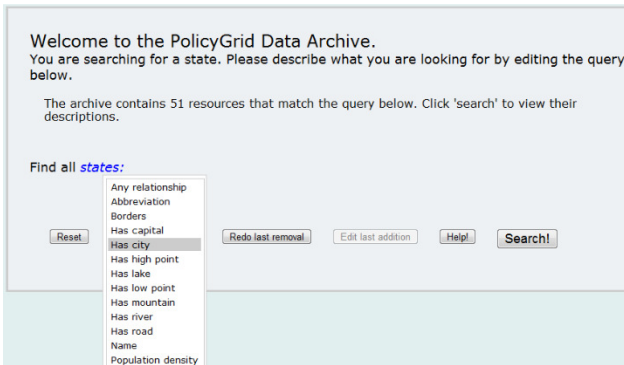 Welcome to the PolicyGrid Data Archive.
You are searching for a state. Please describe what you are looking for by editing the query
below.
The archive contains 51 resources that match the query below. Click 'search' to view their
descriptions.
Find all states:
Any relationship
Abbreviation
Borders
Has capital
Has city
Has high point
Has lake
Has low point
Has mountain
Has river
Has road
Name
Population density
Reset
Redo last removal
Edit last addition
Help!
Search!